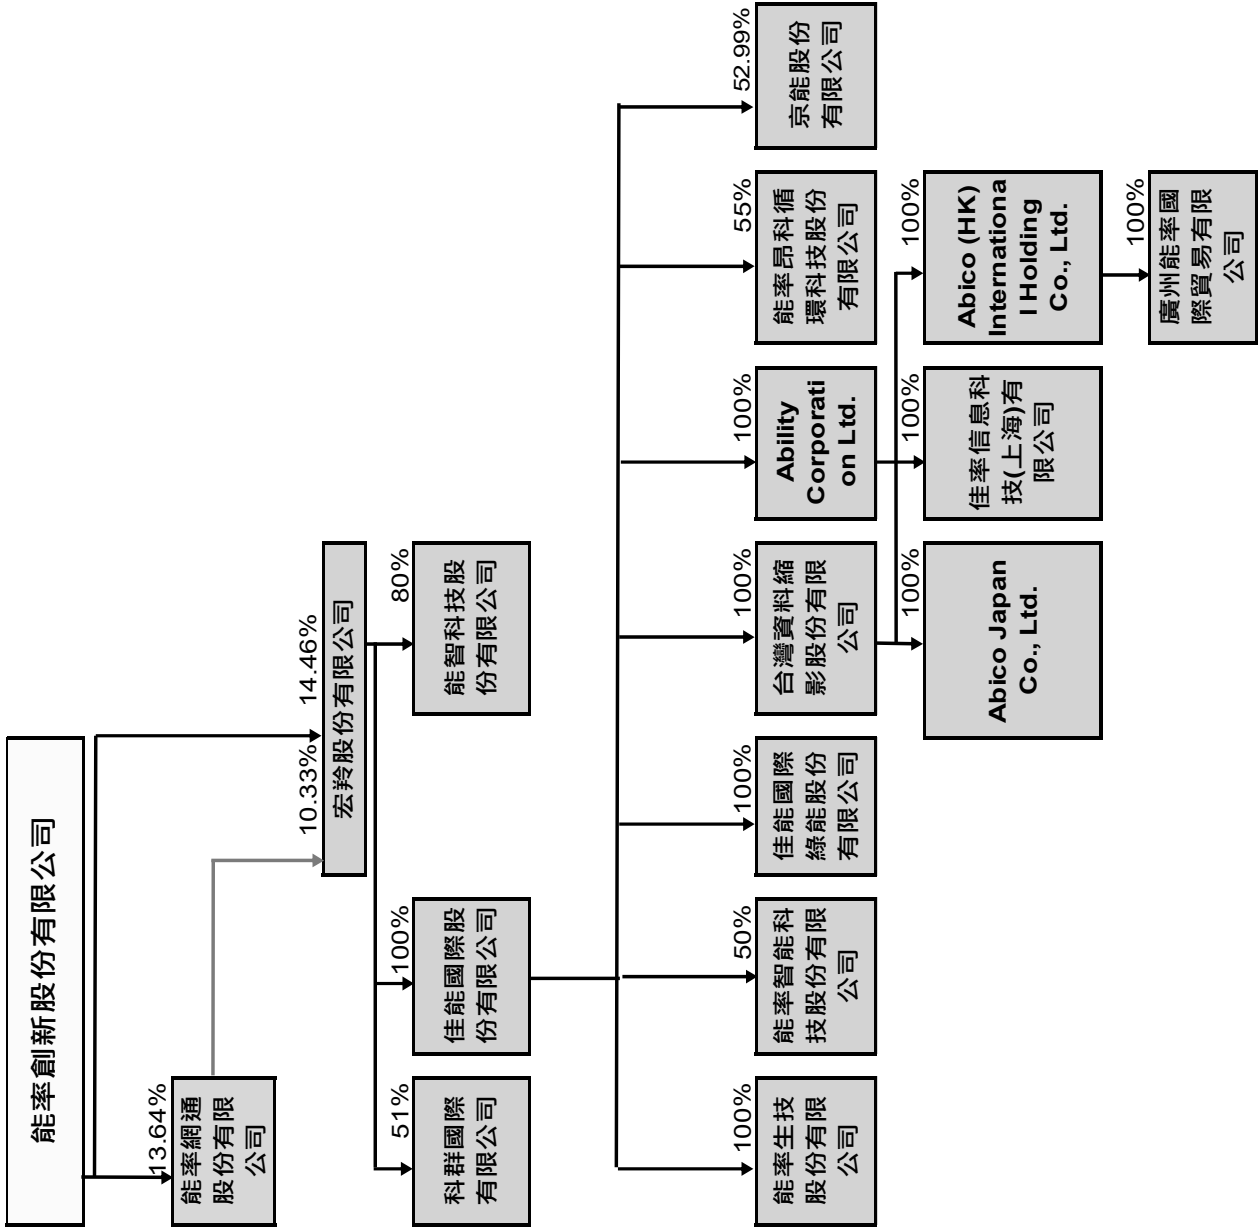 能率創新股份有限公司
13.64%
能率網通
股份有限
公司
10.33%
14.46%
宏羚股份有限公司
51%
科群國際
有限公司
100%
佳能國際股
份有限公司
80%
能智科技股
份有限公司
100%
能率生技
股份有限
公司
50%
能率智能科
技股份有限
公司
100%
佳能國際
綠能股份
有限公司
100%
台灣資料縮
影股份有限
公司
100%
Ability
Corporati
on Ltd.
55%
能率昂科循
環科技股份
有限公司
52.99%
京能股份
有限公司
100%
Abico Japan
Co., Ltd.
100%
佳率信息科
技(上海)有
限公司
100%
Abico (HK)
Internationa
l Holding
Co., Ltd.
100%
廣州能率國
際貿易有限
公司